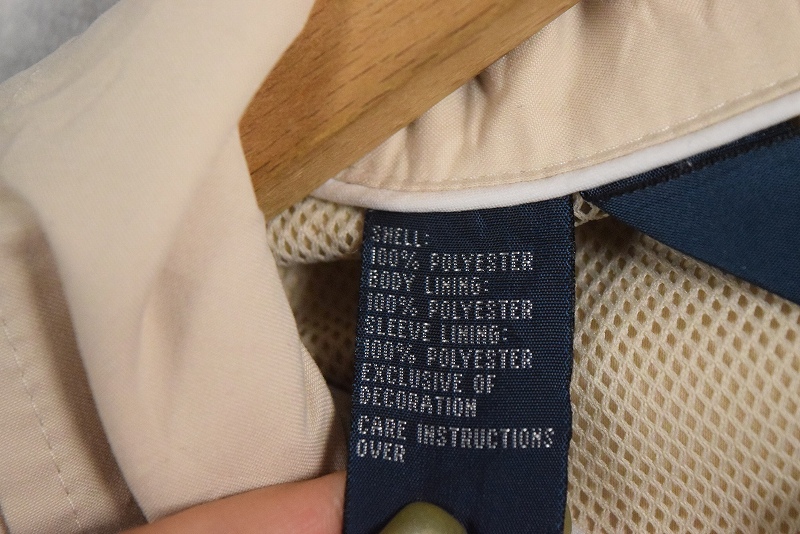 SHELL:
100% POLYESTER
BODY LINING:
100% POLYESTER
SLEEVE LINING:
100% POLYESTER
EXCLUSIVE OF
DECORATION
CARE INSTRUCTIONS
OVER